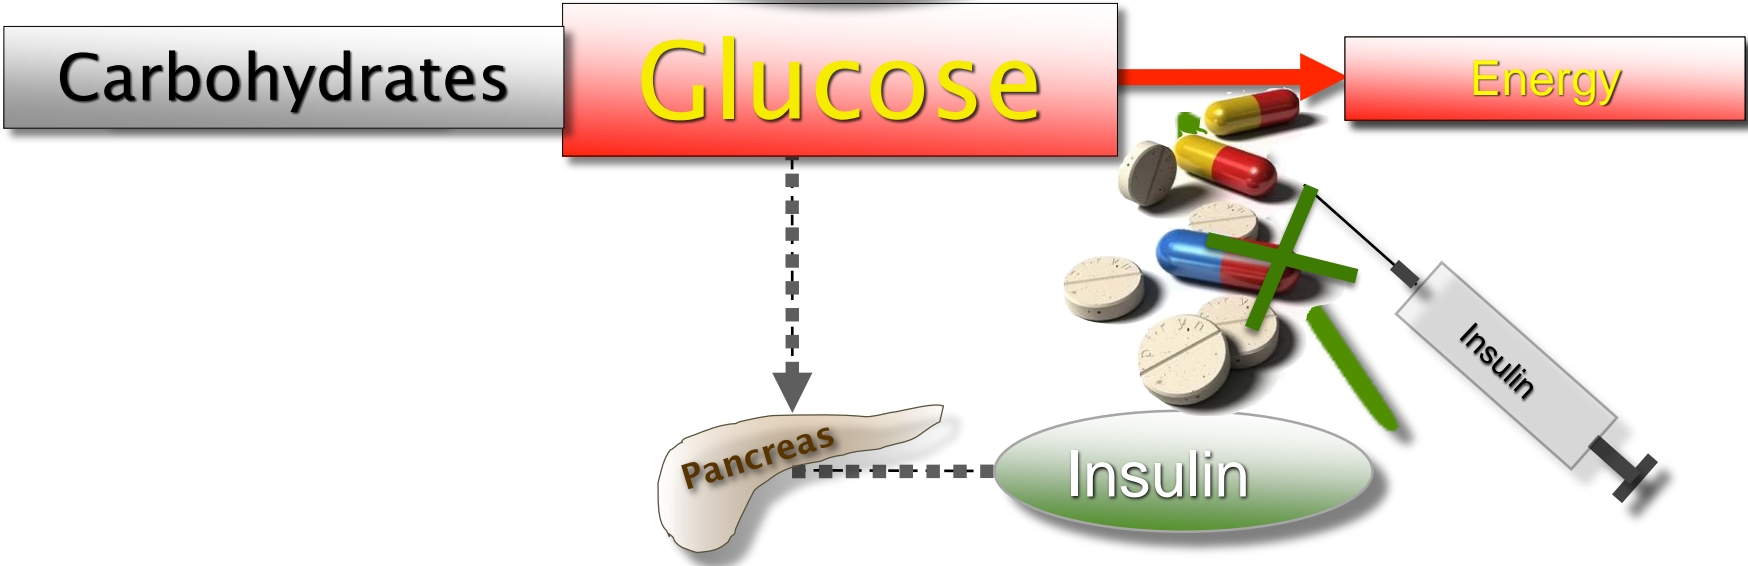 Carbohydrates
Glucose
Energy
Insulin
Pancreas
Insulin